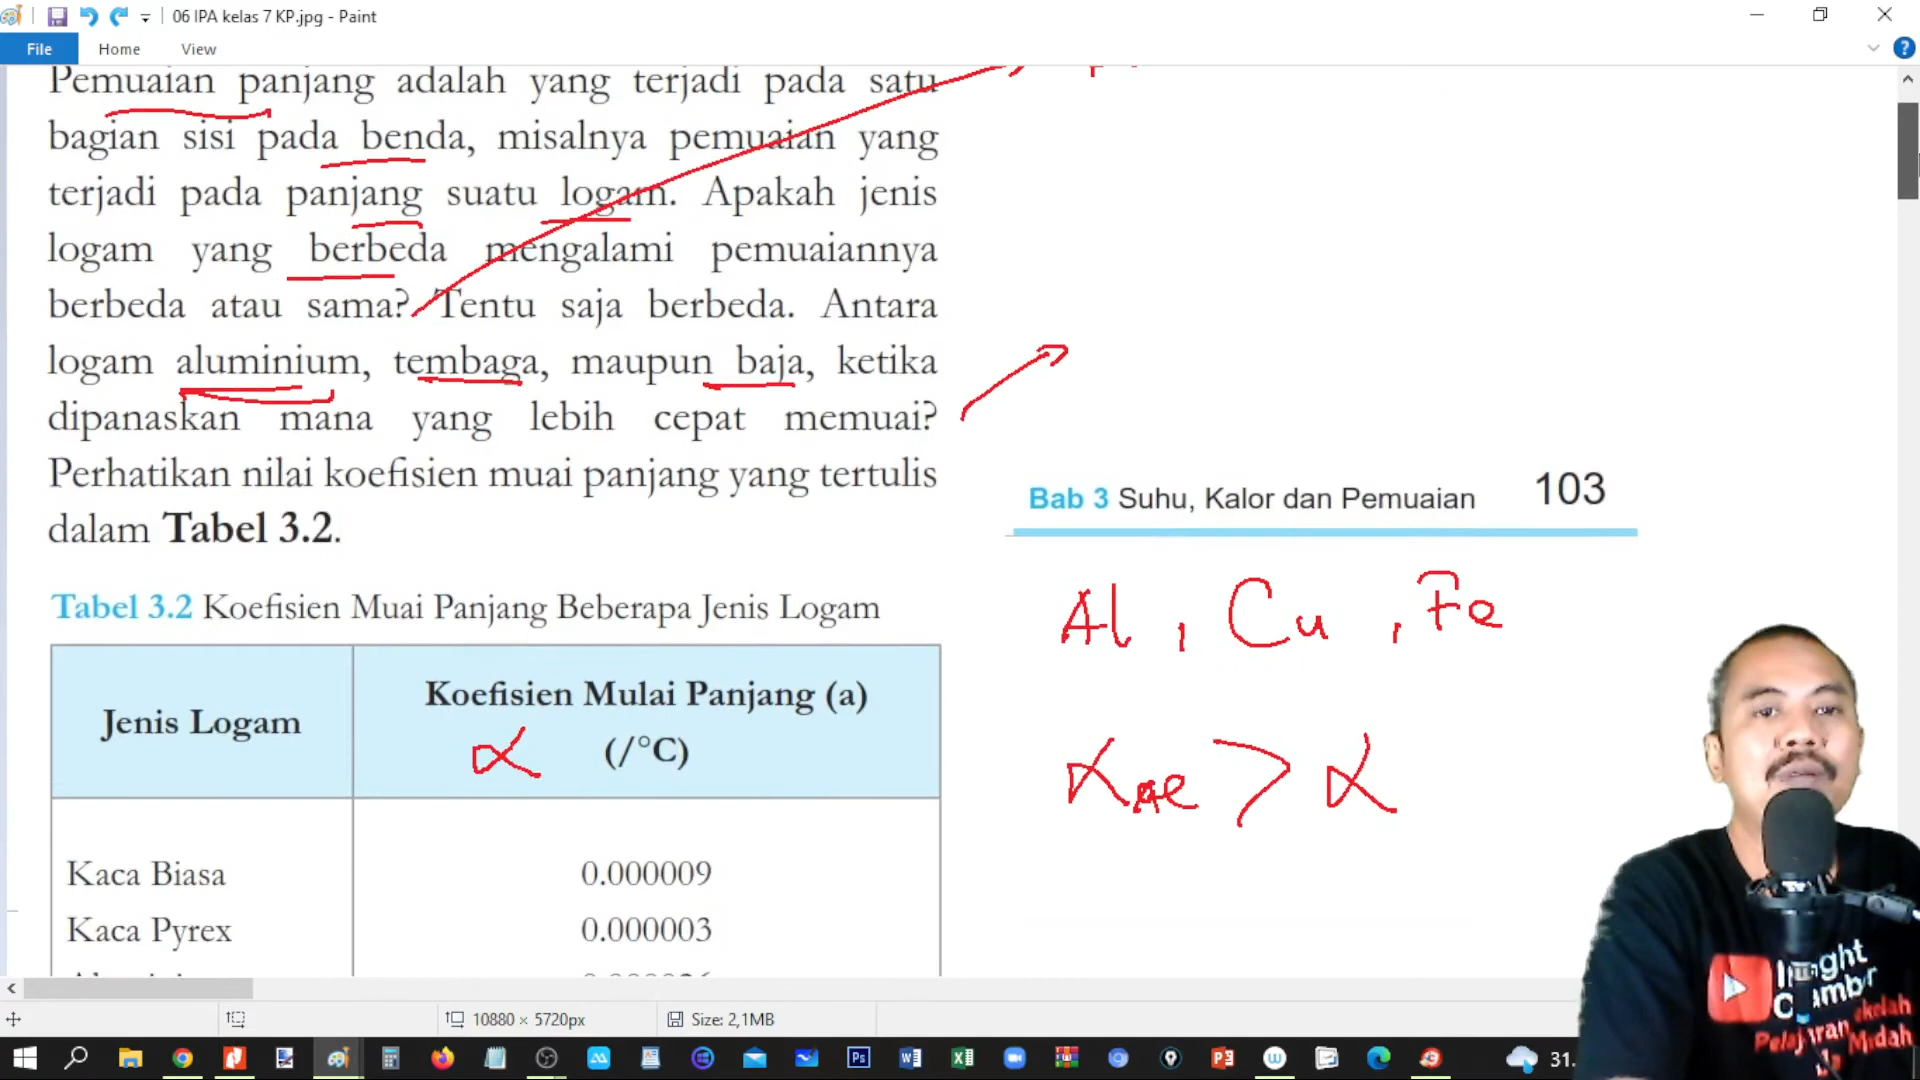 06 IPA kelas 7 KP.jpg - Paint
File Home View
Pemuaian panjang adalah yang terjadi pada satu
bagian sisi pada benda, misalnya pemuaian yang
terjadi pada panjang suatu logam. Apakah jenis
logam yang berbeda mengalami pemuaiannya
berbeda atau sama? Tentu saja berbeda. Antara
logam aluminium, tembaga, maupun baja, ketika
dipanaskan mana yang lebih cepat memuai?
Perhatikan nilai koefisien muai panjang yang tertulis
dalam Tabel 3.2.
Tabel 3.2 Koefisien Muai Panjang Beberapa Jenis Logam
Jenis Logam
Koefisien Mulai Panjang (a)
α (/°C)
Kaca Biasa 0.000009
Kaca Pyrex 0.000003
Bab 3 Suhu, Kalor dan Pemuaian 103
Al, Cu, Fe
α > α
10880 × 5720px
Size: 2,1MB
Pelajaran
Mudah
31.